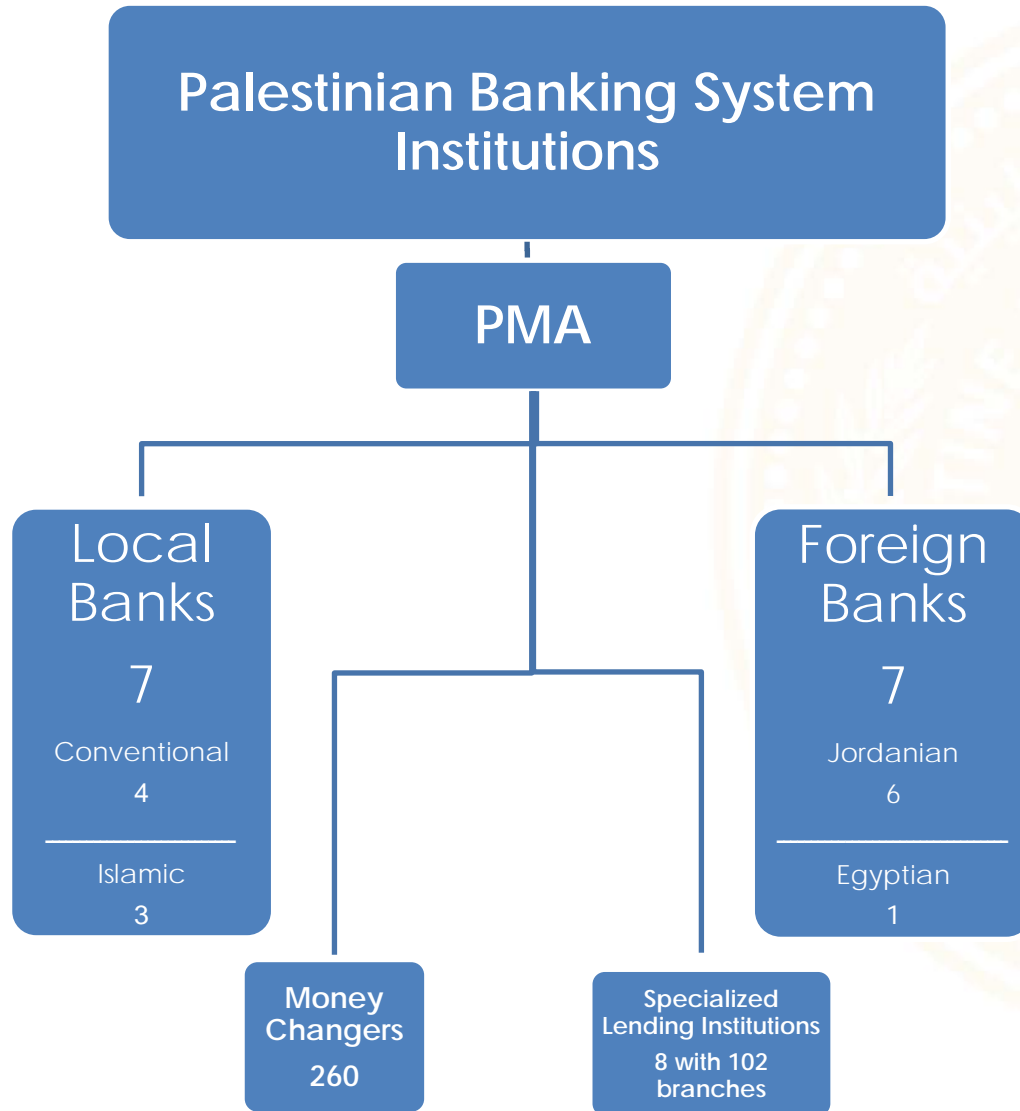 Palestinian Banking System
Institutions
PMA
Local
Banks
7
Conventional
4
Islamic
3
Foreign
Banks
7
Jordanian
6
Egyptian
1
Money
Changers
260
Specialized
Lending Institutions
8 with 102
branches
TINE